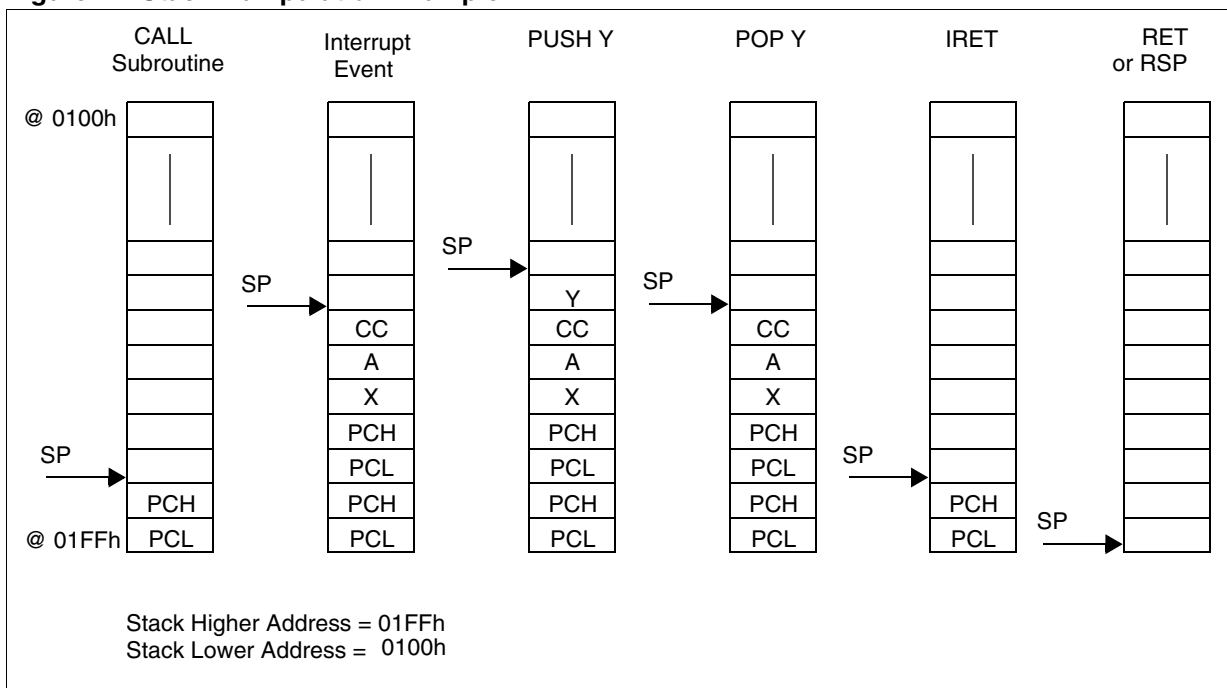 CALL
Subroutine
Interrupt
Event
PUSH Y
POP Y
IRET
RET
or RSP
@ 0100h
SP
SP
SP
Y
CC
CC
CC
A
A
A
X
X
X
PCH
PCH
PCH
SP
SP
PCL
PCL
PCL
PCH
PCH
PCH
PCH
PCH
SP
@ 01FFh
PCL
PCL
PCL
PCL
PCL
Stack Higher Address = 01FFh
Stack Lower Address = 0100h